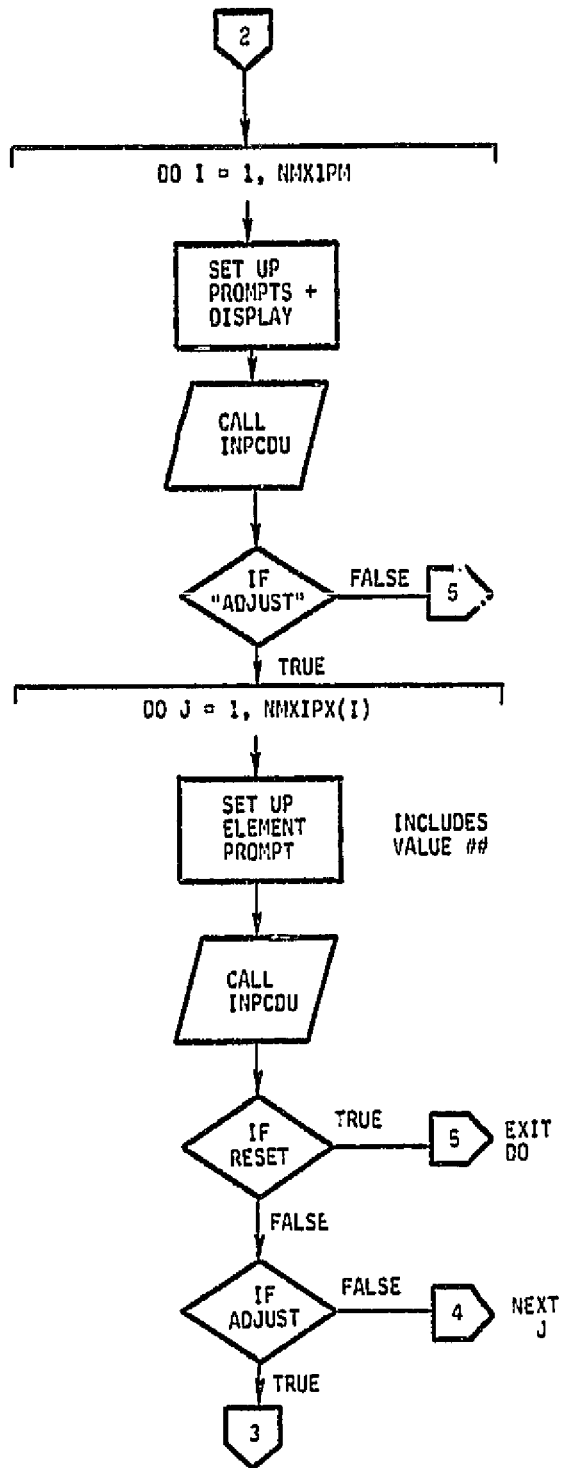 2
DO I = 1, NMX1PM
SET UP
PROMPTS +
DISPLAY
CALL
INPCDU
IF
"ADJUST"
FALSE
5
TRUE
DO J = 1, NMXIPX(I)
SET UP
ELEMENT
PROMPT
INCLUDES
VALUE ##
CALL
INPCDU
IF
RESET
TRUE
5
EXIT
DO
FALSE
IF
ADJUST
FALSE
4
NEXT
J
TRUE
3